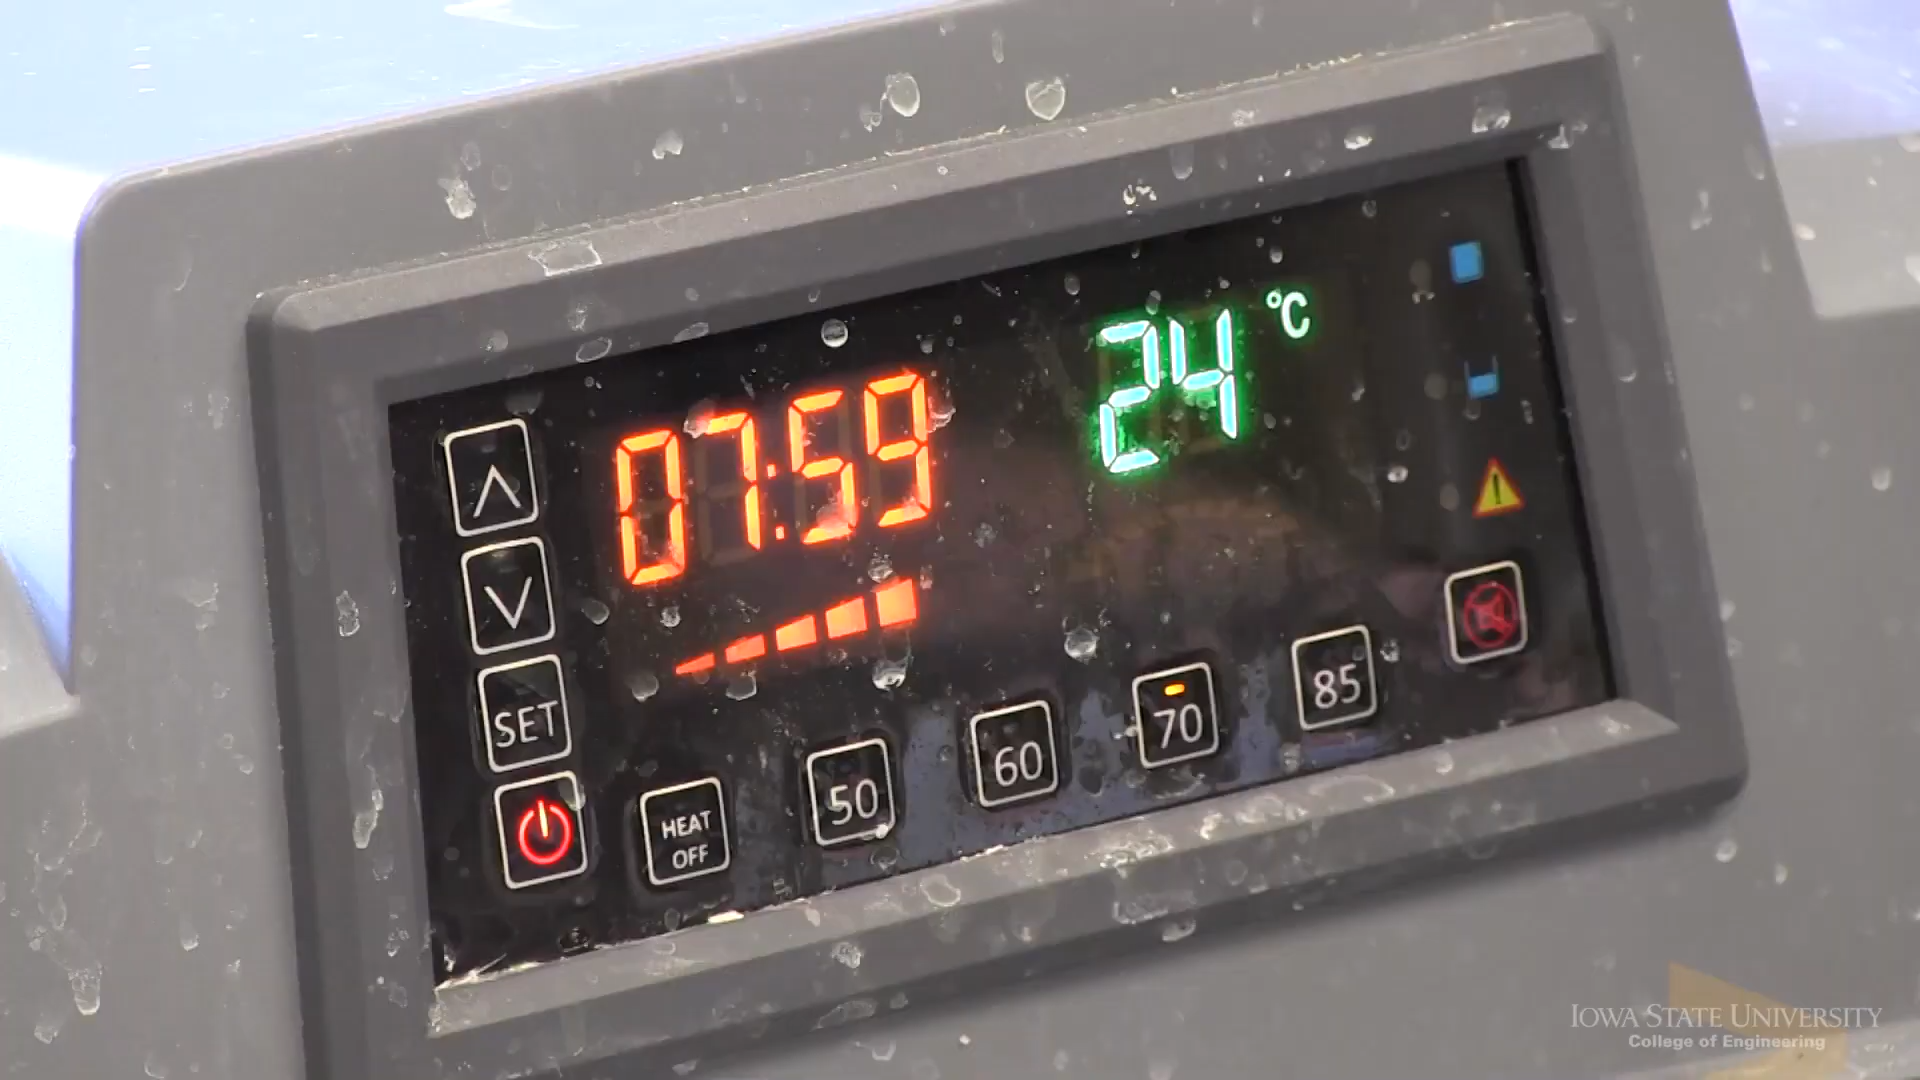 24 °C
07:59
SET
HEAT
OFF
50
60
70
85
IOWA STATE UNIVERSITY
College of Engineering